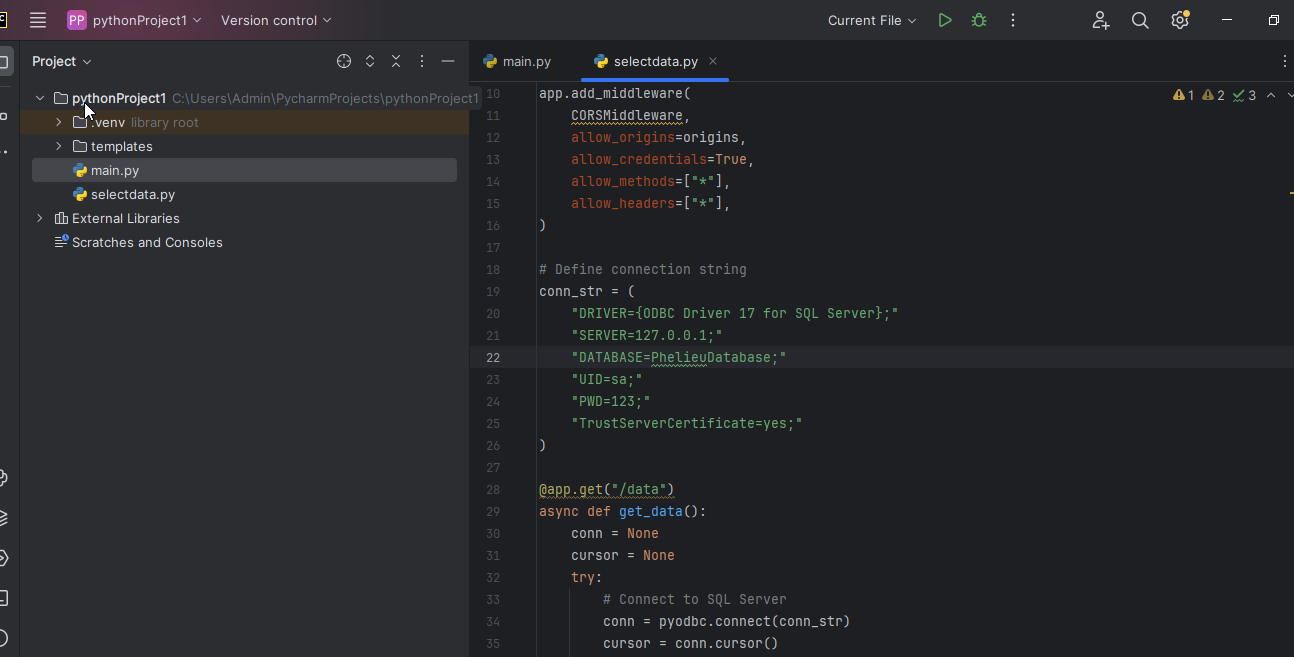 PP pythonProject1 Version control Current File
Project
main.py selectdata.py
pythonProject1 C:\Users\Admin\PycharmProjects\pythonProject1
.venv library root
templates
main.py
selectdata.py
External Libraries
Scratches and Consoles
1 2 3
10 app.add_middleware(
11 CORSMiddleware,
12 allow_origins=origins,
13 allow_credentials=True,
14 allow_methods=["*"],
15 allow_headers=["*"],
16 )
17
18 # Define connection string
19 conn_str = (
20 "DRIVER={ODBC Driver 17 for SQL Server};"
21 "SERVER=127.0.0.1;"
22 "DATABASE=PhelieuDatabase;"
23 "UID=sa;"
24 "PWD=123;"
25 "TrustServerCertificate=yes;"
26 )
27
28 @app.get("/data")
29 async def get_data():
30 conn = None
31 cursor = None
32 try:
33 # Connect to SQL Server
34 conn = pyodbc.connect(conn_str)
35 cursor = conn.cursor()